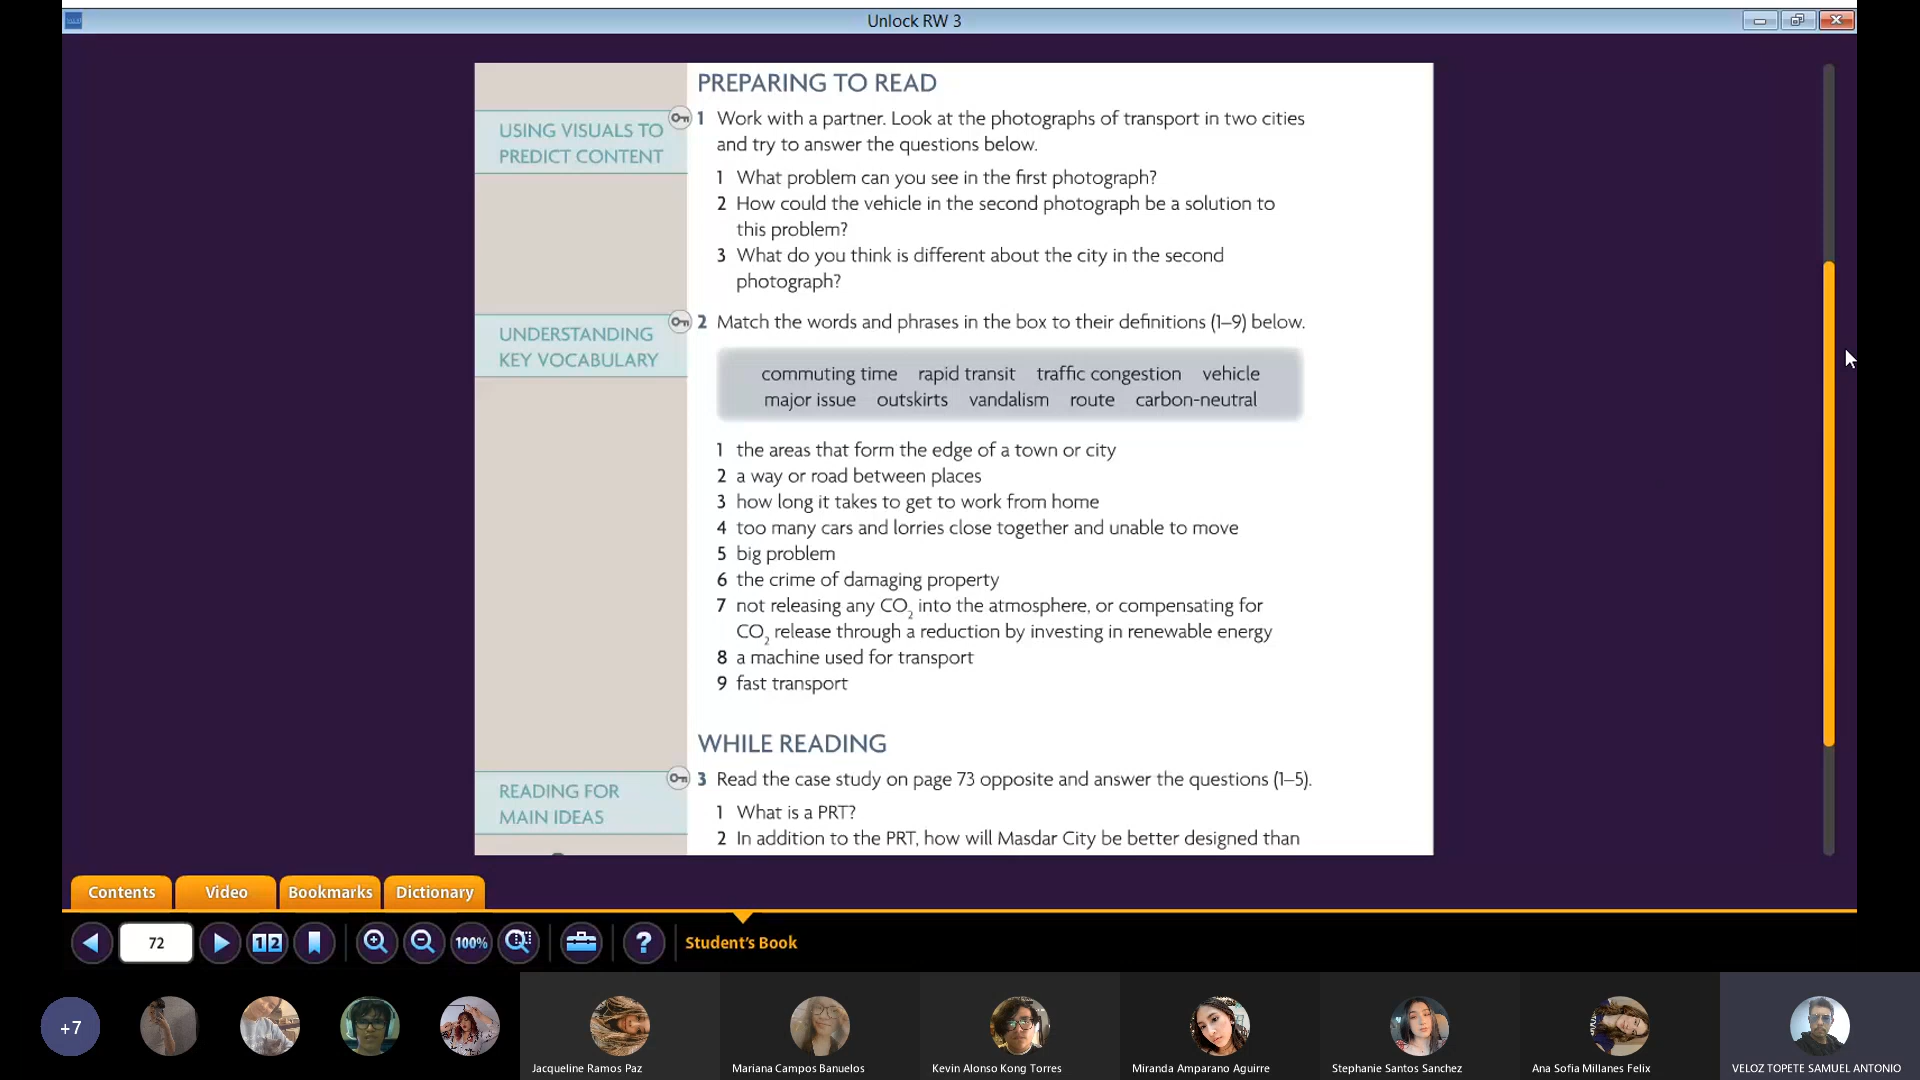 Unlock RW 3
PREPARING TO READ
USING VISUALS TO
PREDICT CONTENT
1 Work with a partner. Look at the photographs of transport in two cities
and try to answer the questions below.
1 What problem can you see in the first photograph?
2 How could the vehicle in the second photograph be a solution to
this problem?
3 What do you think is different about the city in the second
photograph?
UNDERSTANDING
KEY VOCABULARY
2 Match the words and phrases in the box to their definitions (1–9) below.
commuting time rapid transit traffic congestion vehicle
major issue outskirts vandalism route carbon-neutral
1 the areas that form the edge of a town or city
2 a way or road between places
3 how long it takes to get to work from home
4 too many cars and lorries close together and unable to move
5 big problem
6 the crime of damaging property
7 not releasing any CO₂ into the atmosphere, or compensating for
CO₂ release through a reduction by investing in renewable energy
8 a machine used for transport
9 fast transport
WHILE READING
READING FOR
MAIN IDEAS
3 Read the case study on page 73 opposite and answer the questions (1–5).
1 What is a PRT?
2 In addition to the PRT, how will Masdar City be better designed than
Contents Video Bookmarks Dictionary
72 12 100% ? Student's Book
+7
Jacqueline Ramos Paz
Mariana Campos Banuelos
Kevin Alonso Kong Torres
Miranda Amparano Aguirre
Stephanie Santos Sanchez
Ana Sofia Millanes Felix
VELOZ TOPETE SAMUEL ANTONIO